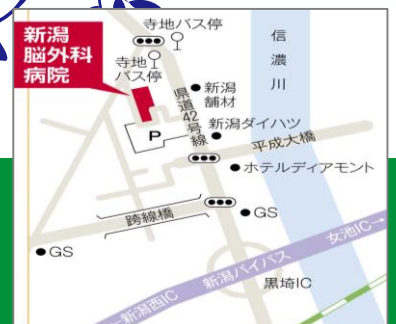 新潟
脳外科
病院
寺地バス停
寺地
バス停
信濃川
新潟
舗材
県道42号線
P
新潟ダイハツ
平成大橋
ホテルディアモント
跨線橋
GS
GS
女池IC→
新潟バイパス
←新潟西IC
黒埼IC